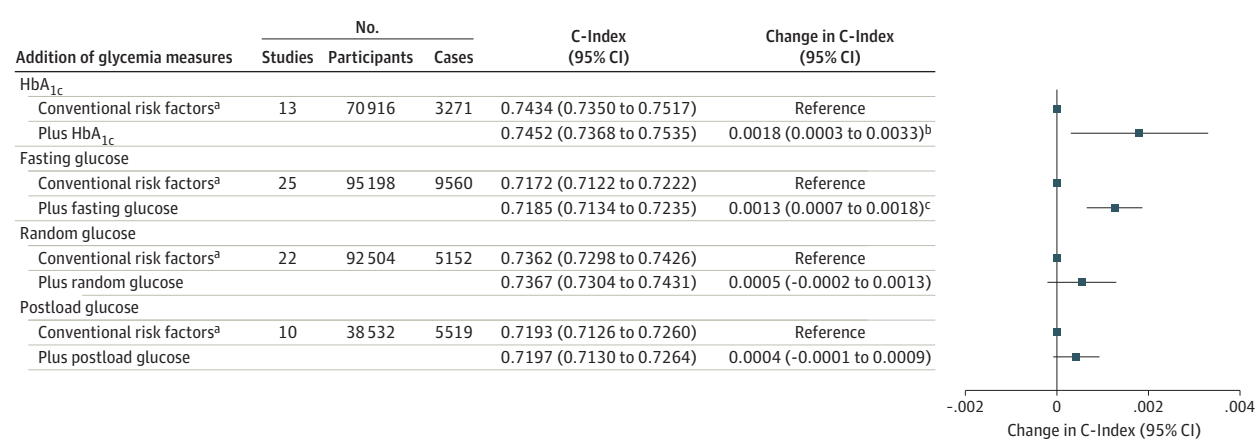 No.
C-Index
(95% CI)
Change in C-Index
(95% CI)
Addition of glycemia measures Studies Participants Cases
HbA1c
Conventional risk factorsa 13 70916 3271 0.7434 (0.7350 to 0.7517) Reference
Plus HbA1c 0.7452 (0.7368 to 0.7535) 0.0018 (0.0003 to 0.0033)b
Fasting glucose
Conventional risk factorsa 25 95198 9560 0.7172 (0.7122 to 0.7222) Reference
Plus fasting glucose 0.7185 (0.7134 to 0.7235) 0.0013 (0.0007 to 0.0018)c
Random glucose
Conventional risk factorsa 22 92504 5152 0.7362 (0.7298 to 0.7426) Reference
Plus random glucose 0.7367 (0.7304 to 0.7431) 0.0005 (-0.0002 to 0.0013)
Postload glucose
Conventional risk factorsa 10 38532 5519 0.7193 (0.7126 to 0.7260) Reference
Plus postload glucose 0.7197 (0.7130 to 0.7264) 0.0004 (-0.0001 to 0.0009)
-.002 0 .002 .004
Change in C-Index (95% CI)